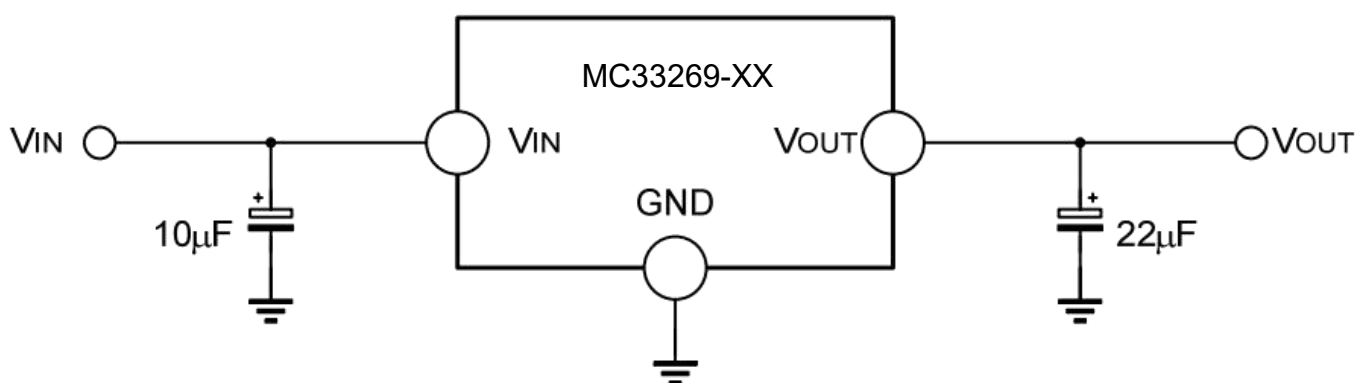 MC33269-XX
VIN VIN VOUT VOUT
GND
+ +
10μF 22μF